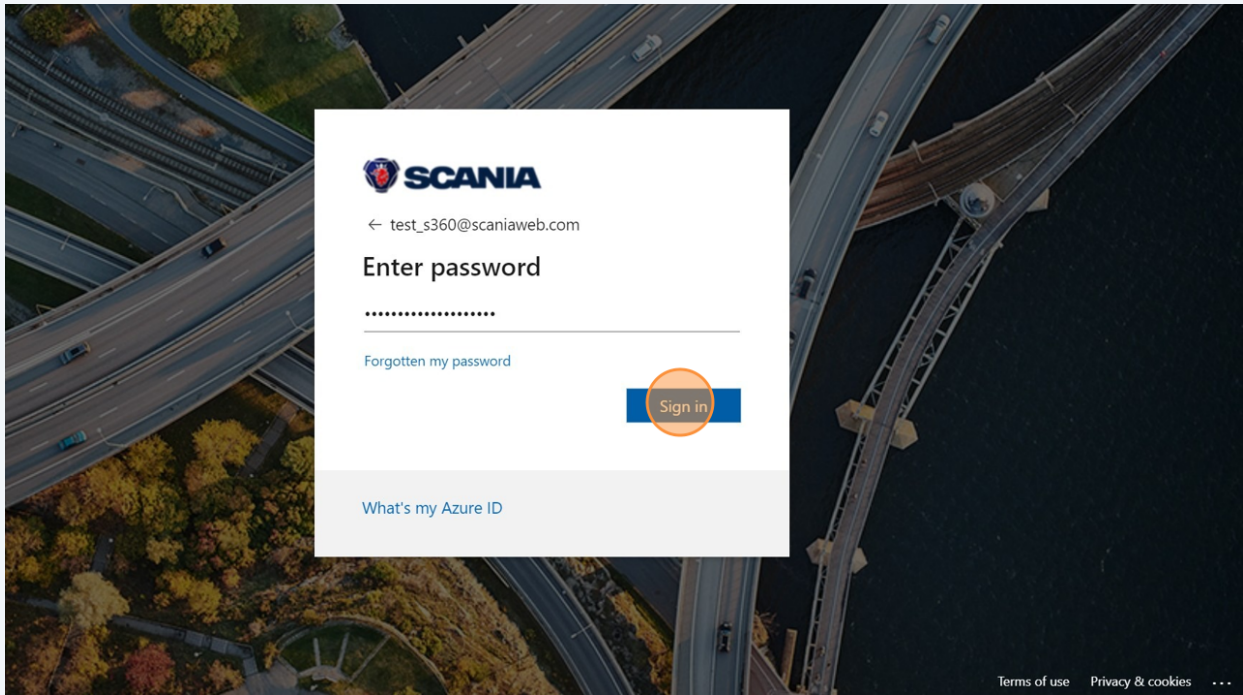 SCANIA
← test_s360@scaniaweb.com
Enter password
••••••••••••••••••••
Forgotten my password
Sign in
What's my Azure ID
Terms of use Privacy & cookies ...